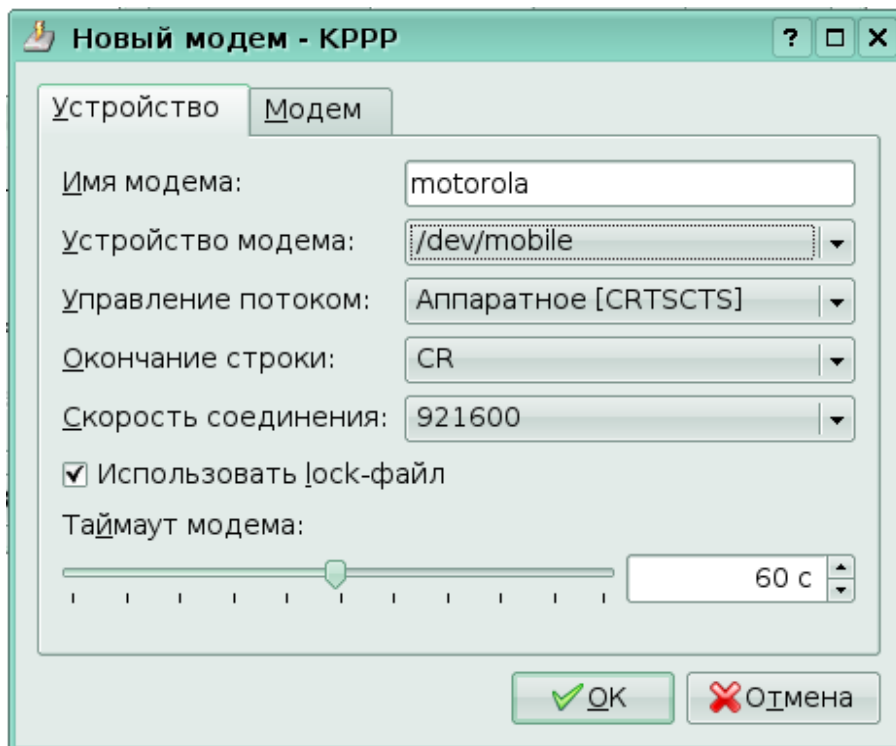 Новый модем - KPPP
Устройство
Модем
Имя модема: motorola
Устройство модема: /dev/mobile
Управление потоком: Аппаратное [CRTSCTS]
Окончание строки: CR
Скорость соединения: 921600
Использовать lock-файл
Таймаут модема:
60 с
OK
Отмена